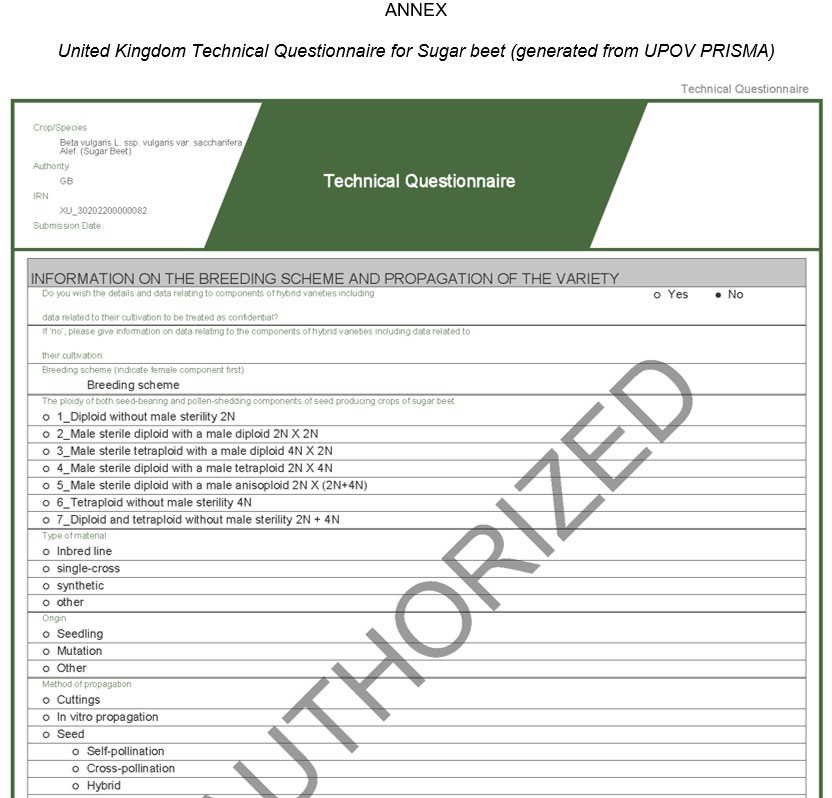 ANNEX
United Kingdom Technical Questionnaire for Sugar beet (generated from UPOV PRISMA)
Technical Questionnaire
Crop/Species
Beta vulgaris L. ssp. vulgaris var. saccharifera
Alef. (Sugar Beet)
Authority
GB
IRN
XU_30202200000082
Submission Date
Technical Questionnaire
INFORMATION ON THE BREEDING SCHEME AND PROPAGATION OF THE VARIETY
Do you wish the details and data relating to components of hybrid varieties including
Yes No
data related to their cultivation to be treated as confidential?
If 'no', please give information on data relating to the components of hybrid varieties including data related to
their cultivation.
Breeding scheme (indicate female component first)
Breeding scheme
The ploidy of both seed-bearing and pollen-shedding components of seed producing crops of sugar beet
1_Diploid without male sterility 2N
2_Male sterile diploid with a male diploid 2N X 2N
3_Male sterile tetraploid with a male diploid 4N X 2N
4_Male sterile diploid with a male tetraploid 2N X 4N
5_Male sterile diploid with a male anisoploid 2N X (2N+4N)
6_Tetraploid without male sterility 4N
7_Diploid and tetraploid without male sterility 2N + 4N
Type of material
Inbred line
single-cross
synthetic
other
Origin
Seedling
Mutation
Other
Method of propagation
Cuttings
In vitro propagation
Seed
Self-pollination
Cross-pollination
Hybrid
UTHORIZED